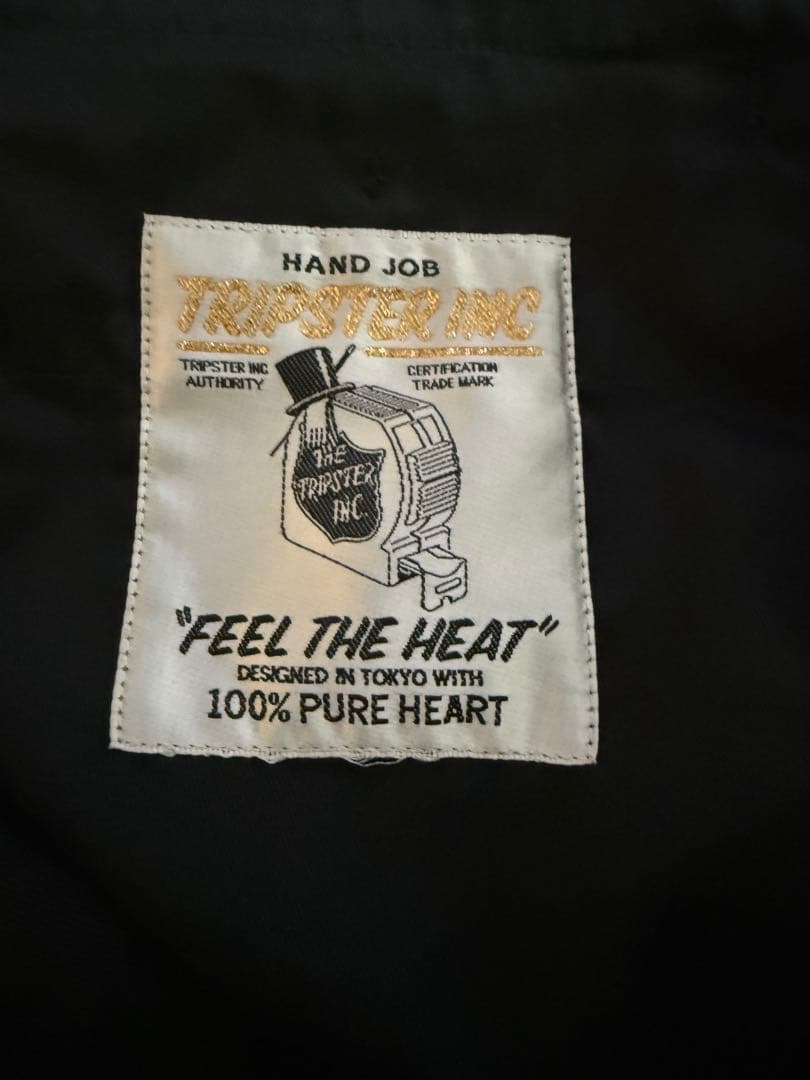 HAND JOB
TRIPSTER INC
TRIPSTER INC
AUTHORITY
CERTIFICATION
TRADE MARK
THE
TRIPSTER
INC.
"FEEL THE HEAT"
DESIGNED IN TOKYO WITH
100% PURE HEART